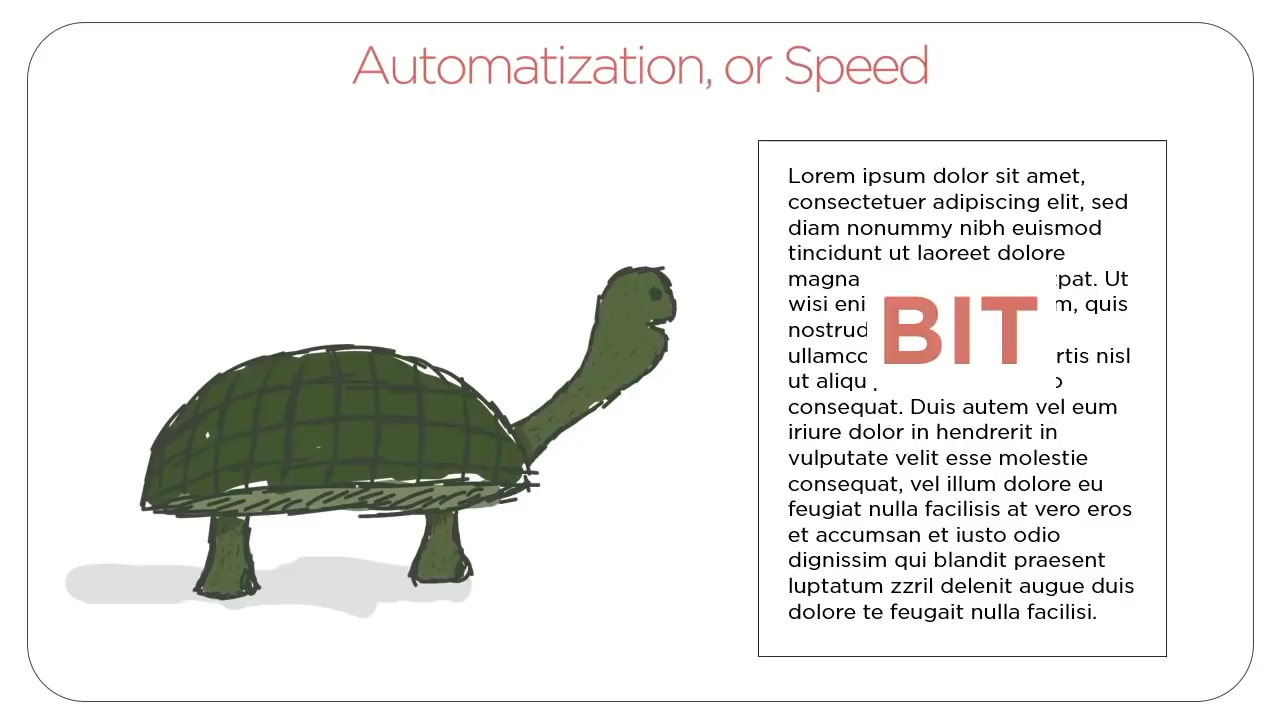 Automatization, or Speed
Lorem ipsum dolor sit amet,
consectetuer adipiscing elit, sed
diam nonummy nibh euismod
tincidunt ut laoreet dolore
magna pat. Ut
wisi eni m, quis
BIT
nostrud
ullamco rtis nisl
ut aliqu
consequat. Duis autem vel eum
iriure dolor in hendrerit in
vulputate velit esse molestie
consequat, vel illum dolore eu
feugiat nulla facilisis at vero eros
et accumsan et iusto odio
dignissim qui blandit praesent
luptatum zzril delenit augue duis
dolore te feugait nulla facilisi.